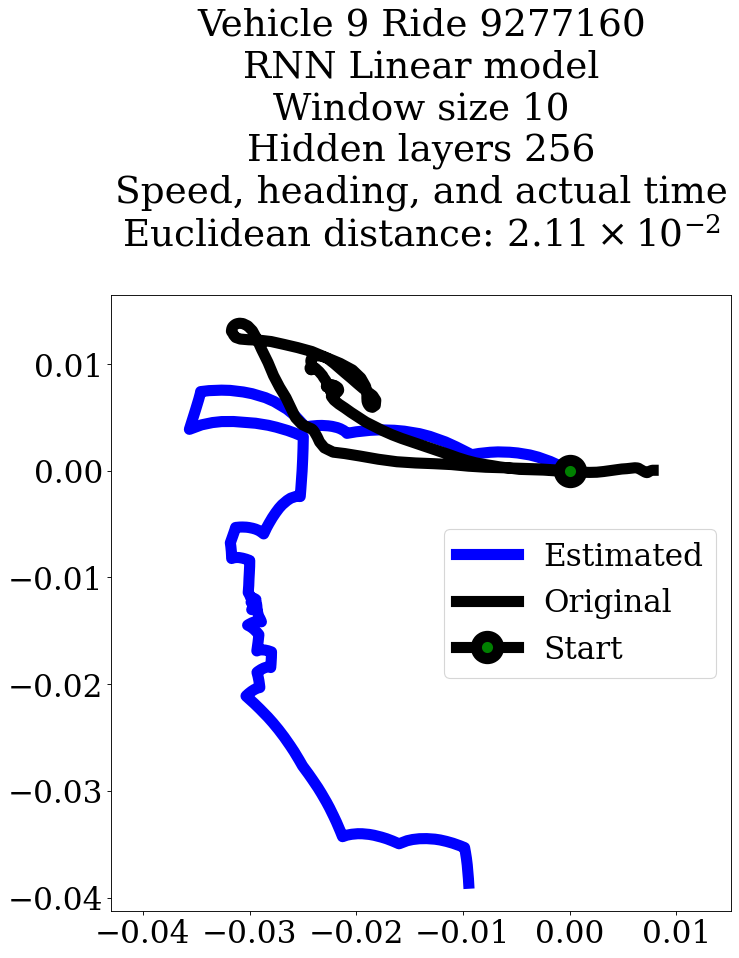 Vehicle 9 Ride 9277160
RNN Linear model
Window size 10
Hidden layers 256
Speed, heading, and actual time
Euclidean distance: 2.11 × 10⁻²
0.01
0.00
−0.01
−0.02
−0.03
−0.04
Estimated
Original
Start
−0.04 −0.03 −0.02 −0.01 0.00 0.01